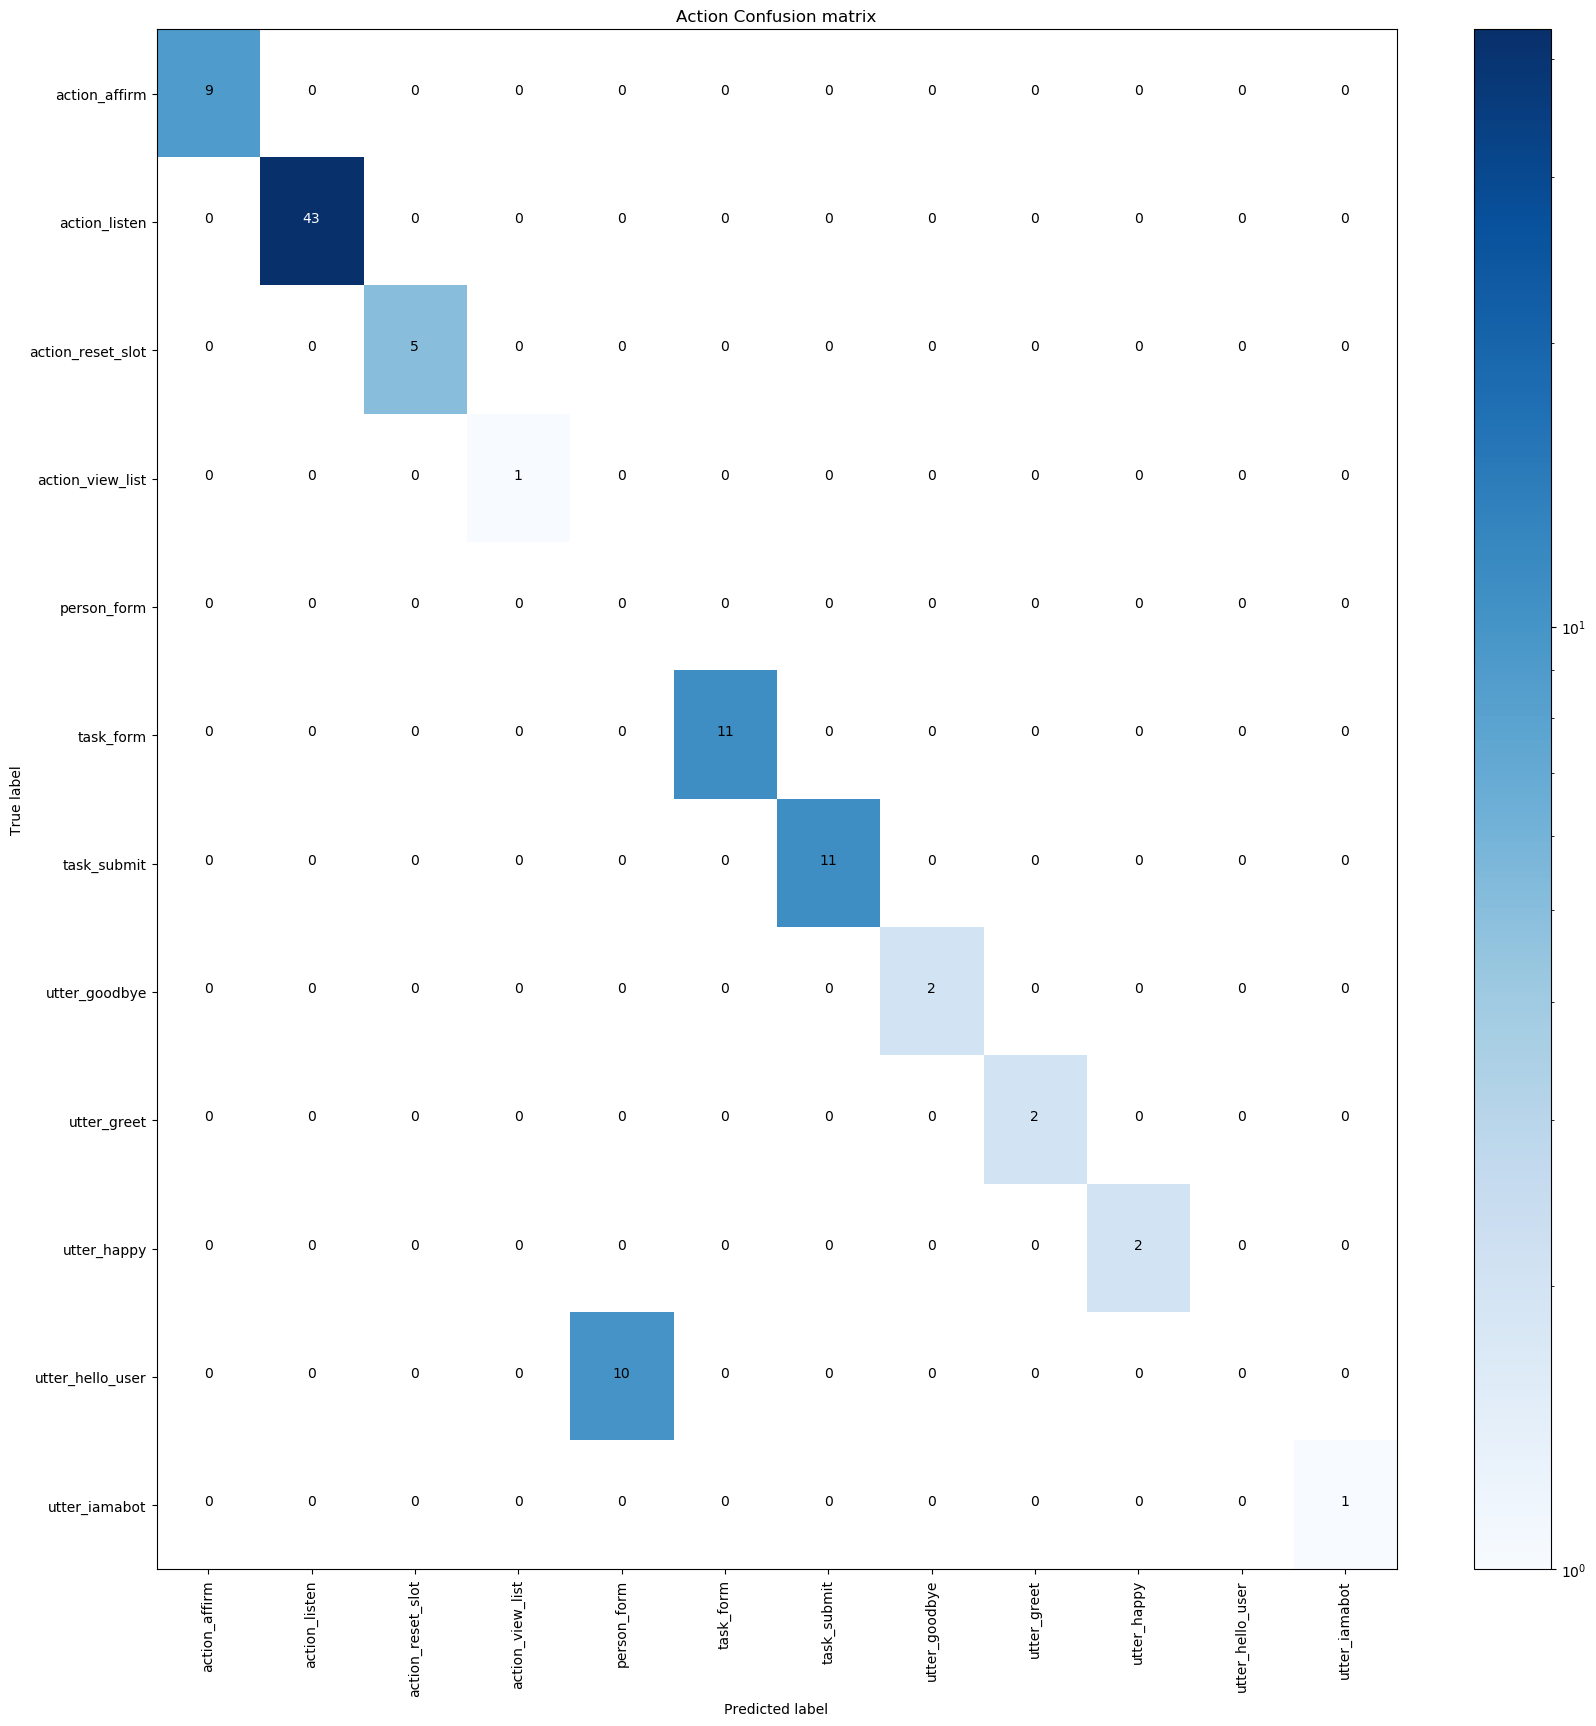 Action Confusion matrix
action_affirm 9 0 0 0 0 0 0 0 0 0 0 0
action_listen 0 43 0 0 0 0 0 0 0 0 0 0
action_reset_slot 0 0 5 0 0 0 0 0 0 0 0 0
action_view_list 0 0 0 1 0 0 0 0 0 0 0 0
person_form 0 0 0 0 0 0 0 0 0 0 0 0
10¹
task_form 0 0 0 0 0 11 0 0 0 0 0 0
True label
task_submit 0 0 0 0 0 0 11 0 0 0 0 0
utter_goodbye 0 0 0 0 0 0 0 2 0 0 0 0
utter_greet 0 0 0 0 0 0 0 0 2 0 0 0
utter_happy 0 0 0 0 0 0 0 0 0 2 0 0
utter_hello_user 0 0 0 0 10 0 0 0 0 0 0 0
utter_iamabot 0 0 0 0 0 0 0 0 0 0 0 1
10⁰
action_affirm
action_listen
action_reset_slot
action_view_list
person_form
task_form
task_submit
utter_goodbye
utter_greet
utter_happy
utter_hello_user
utter_iamabot
Predicted label